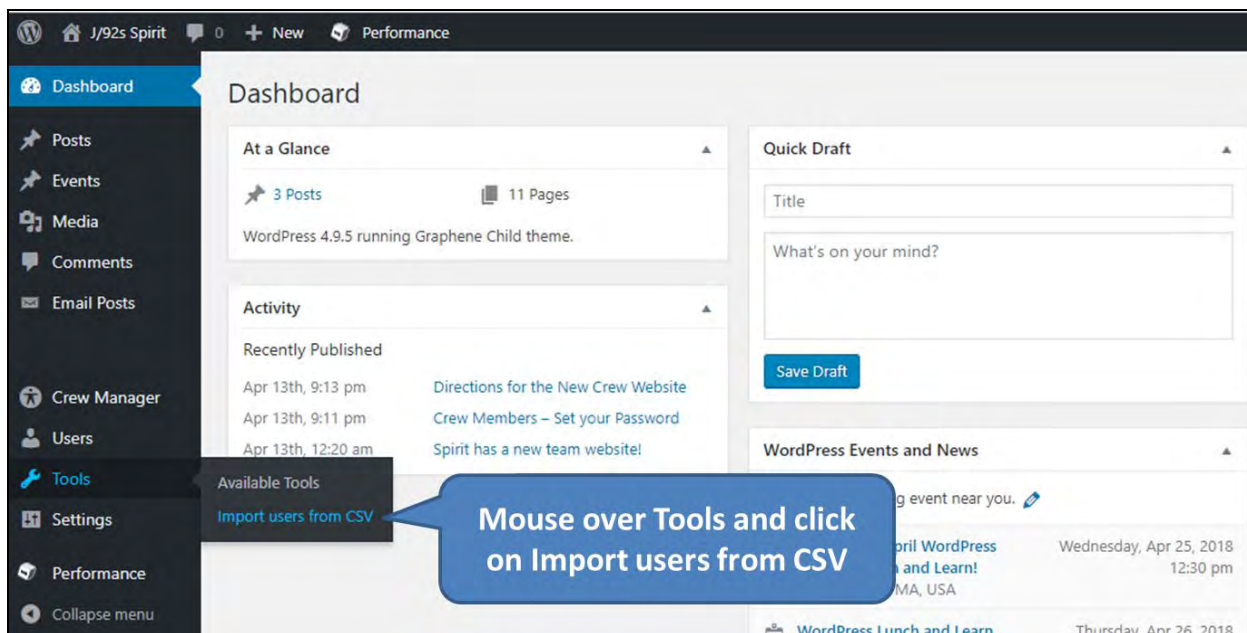 J/92s Spirit 0 New Performance
Dashboard
Posts
Events
Media
Comments
Email Posts
Crew Manager
Users
Tools
Settings
Performance
Collapse menu
Available Tools
Import users from CSV
Dashboard
At a Glance
3 Posts 11 Pages
WordPress 4.9.5 running Graphene Child theme.
Activity
Recently Published
Apr 13th, 9:13 pm Directions for the New Crew Website
Apr 13th, 9:11 pm Crew Members – Set your Password
Apr 13th, 12:20 am Spirit has a new team website!
Mouse over Tools and click
on Import users from CSV
Quick Draft
Title
What's on your mind?
Save Draft
WordPress Events and News
event near you.
WordPress Wednesday, Apr 25, 2018
and Learn! 12:30 pm
MA, USA
WordPress Lunch and Learn Thursday, Apr 26, 2018